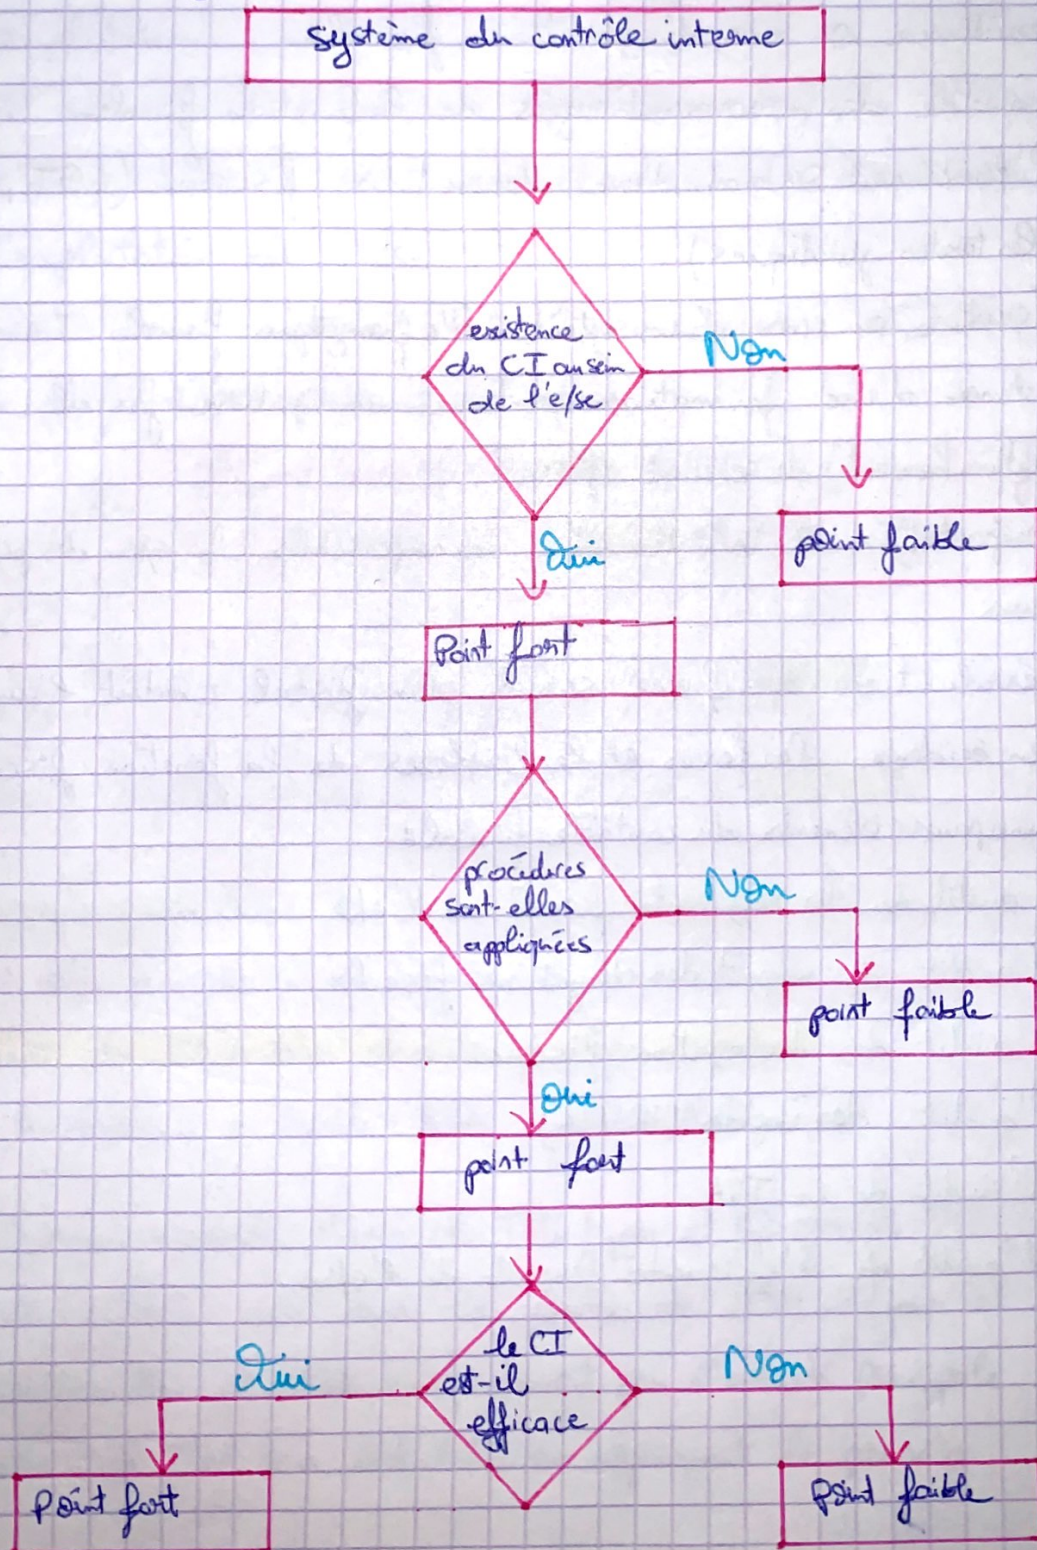 système du contrôle interne
existence
du CI au sein
de l'e/se
Non
point faible
Oui
Point fort
procédures
sont-elles
appliquées
Non
point faible
Oui
point fort
le CI
est-il
efficace
Oui
Non
point fort
point faible